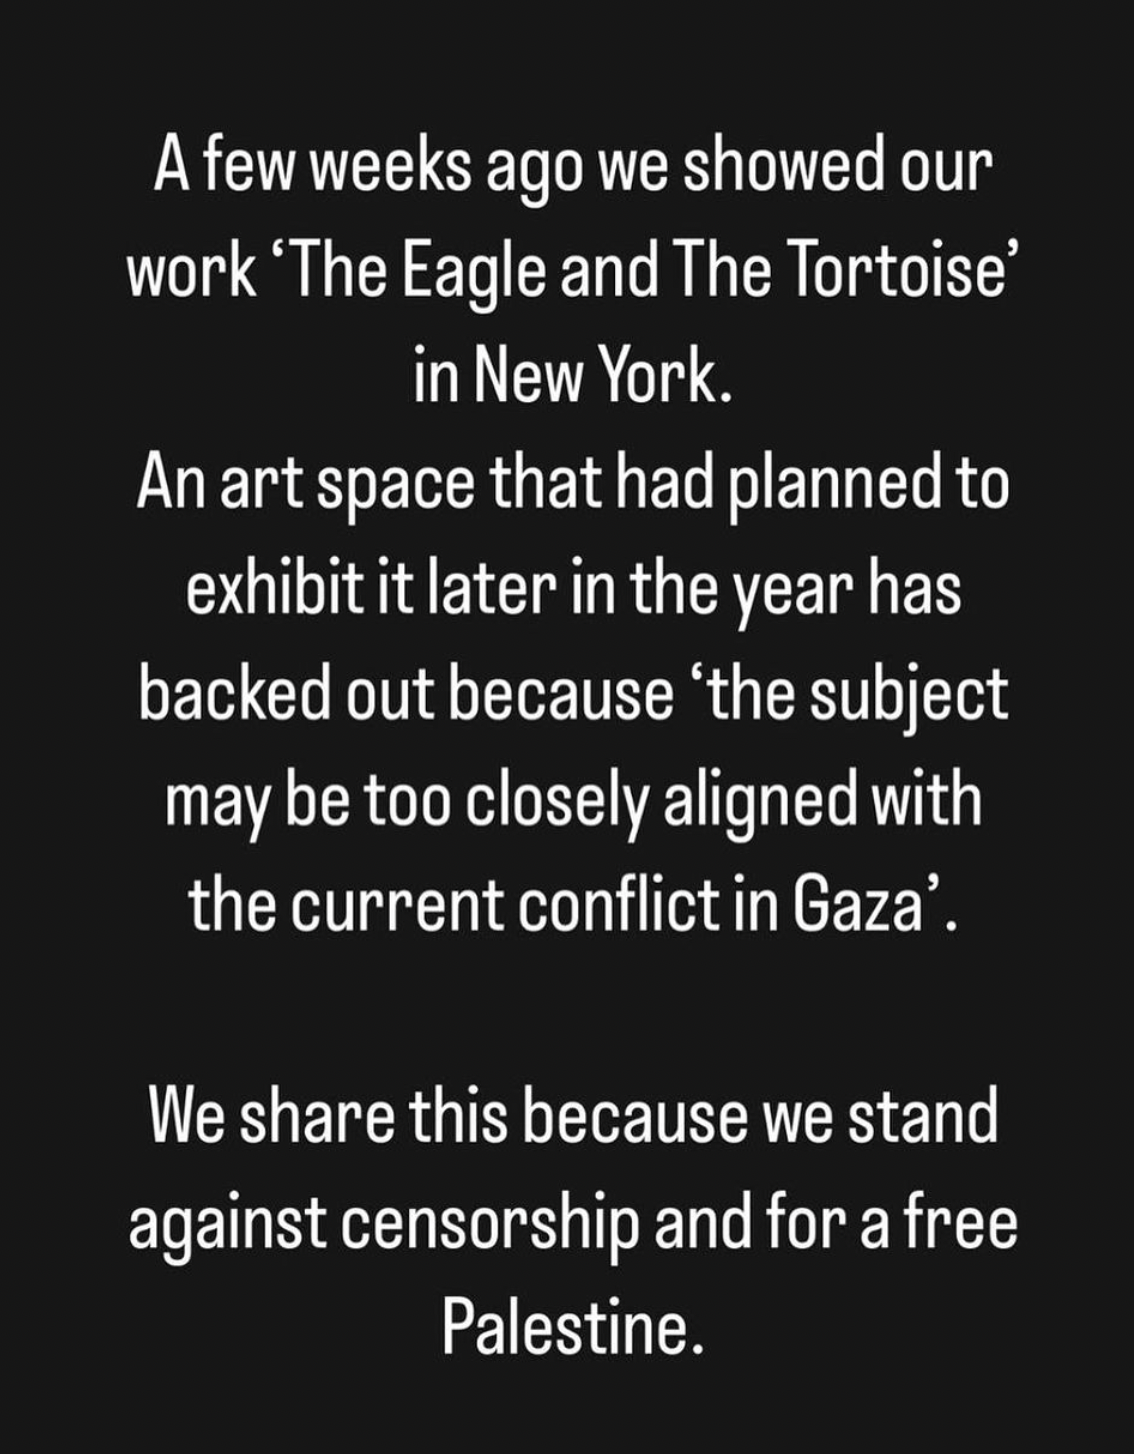 A few weeks ago we showed our
work ‘The Eagle and The Tortoise’
in New York.
An art space that had planned to
exhibit it later in the year has
backed out because ‘the subject
may be too closely aligned with
the current conflict in Gaza’.
We share this because we stand
against censorship and for a free
Palestine.